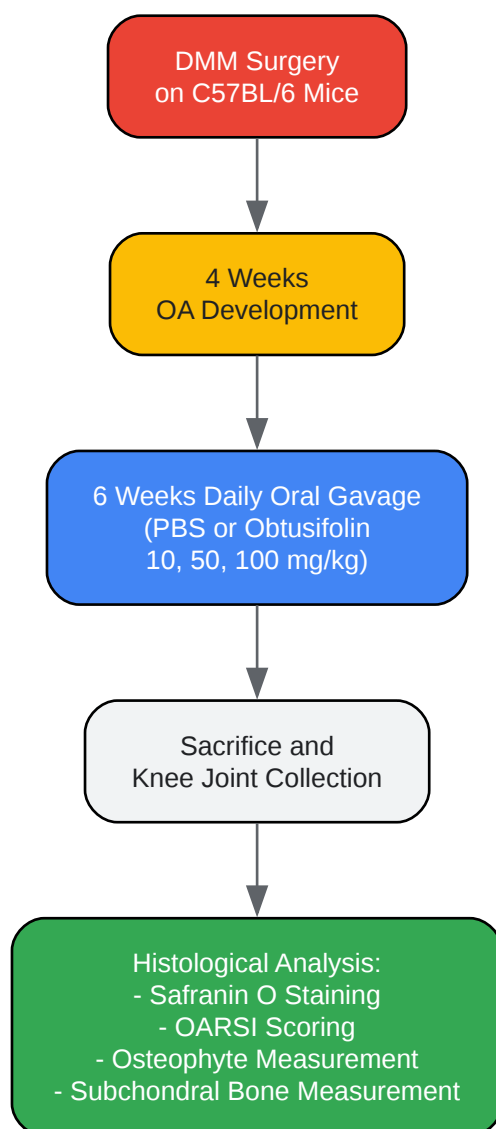 DMM Surgery
on C57BL/6 Mice
4 Weeks
OA Development
6 Weeks Daily Oral Gavage
(PBS or Obtusifolin
10, 50, 100 mg/kg)
Sacrifice and
Knee Joint Collection
Histological Analysis:
- Safranin O Staining
- OARSI Scoring
- Osteophyte Measurement
- Subchondral Bone Measurement